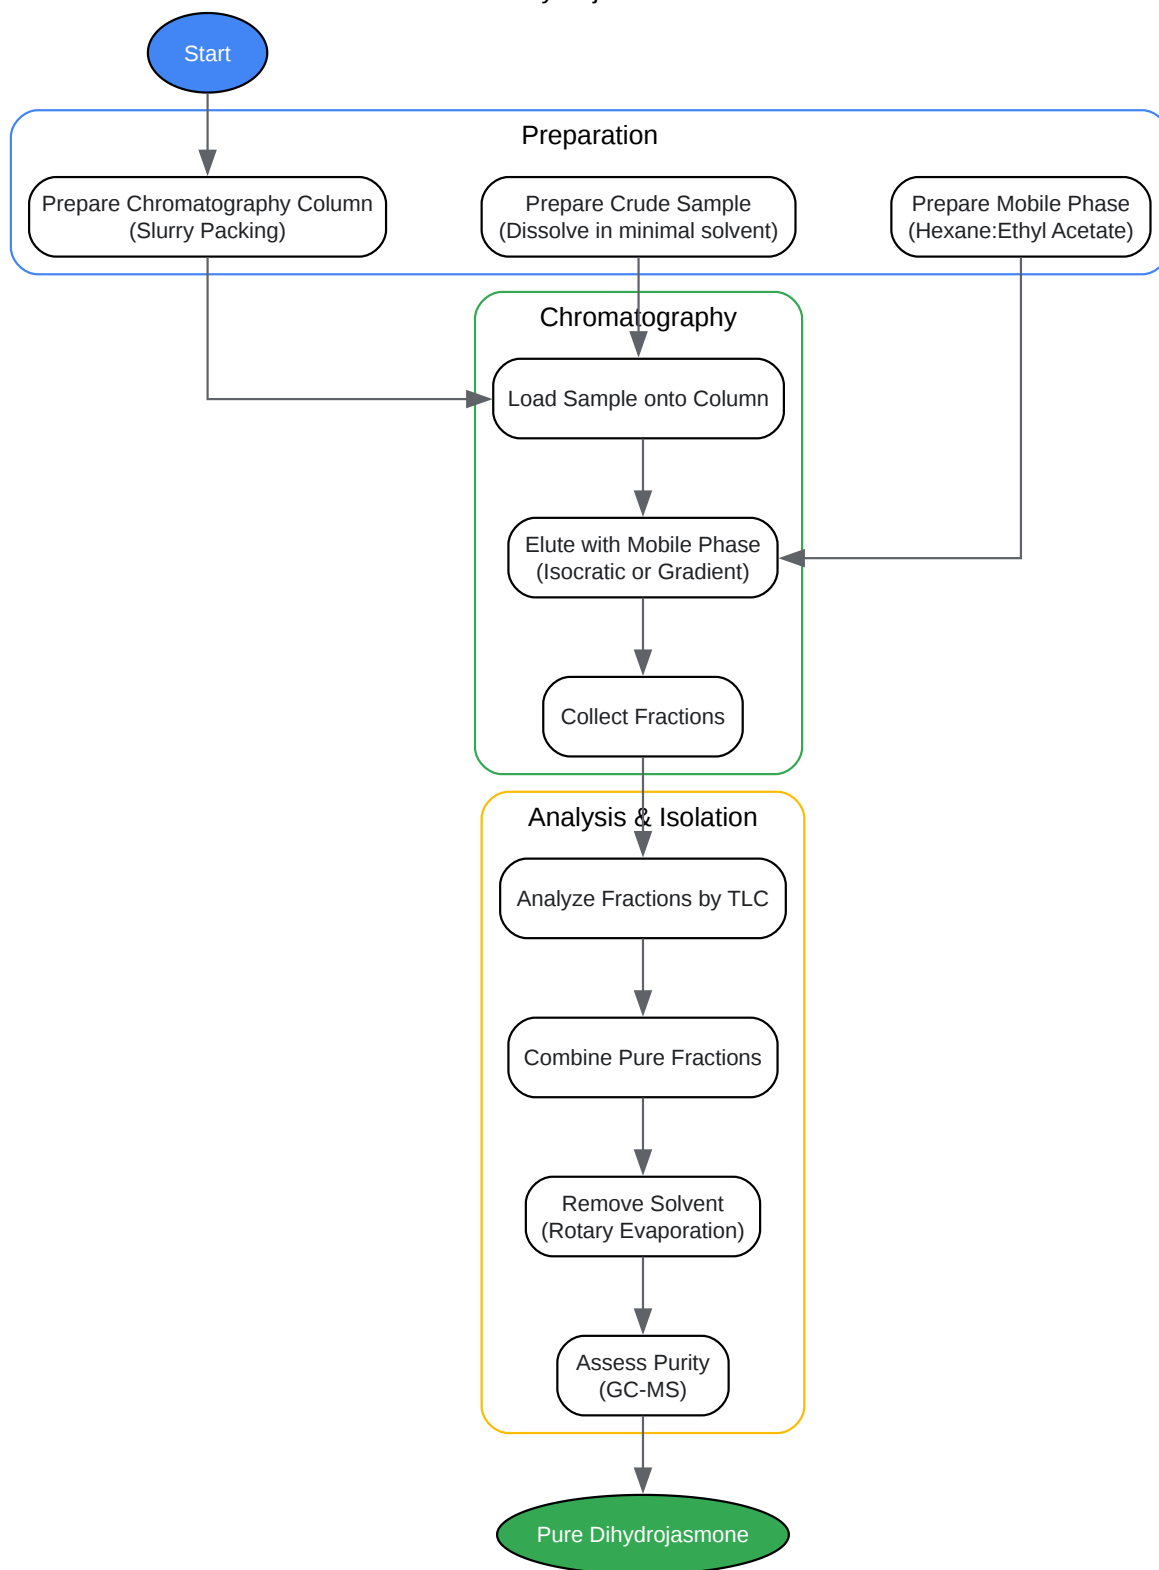 Start
Preparation
Prepare Chromatography Column
(Slurry Packing)
Prepare Crude Sample
(Dissolve in minimal solvent)
Prepare Mobile Phase
(Hexane:Ethyl Acetate)
Chromatography
Load Sample onto Column
Elute with Mobile Phase
(Isocratic or Gradient)
Collect Fractions
Analysis & Isolation
Analyze Fractions by TLC
Combine Pure Fractions
Remove Solvent
(Rotary Evaporation)
Assess Purity
(GC-MS)
Pure Dihydrojasmone